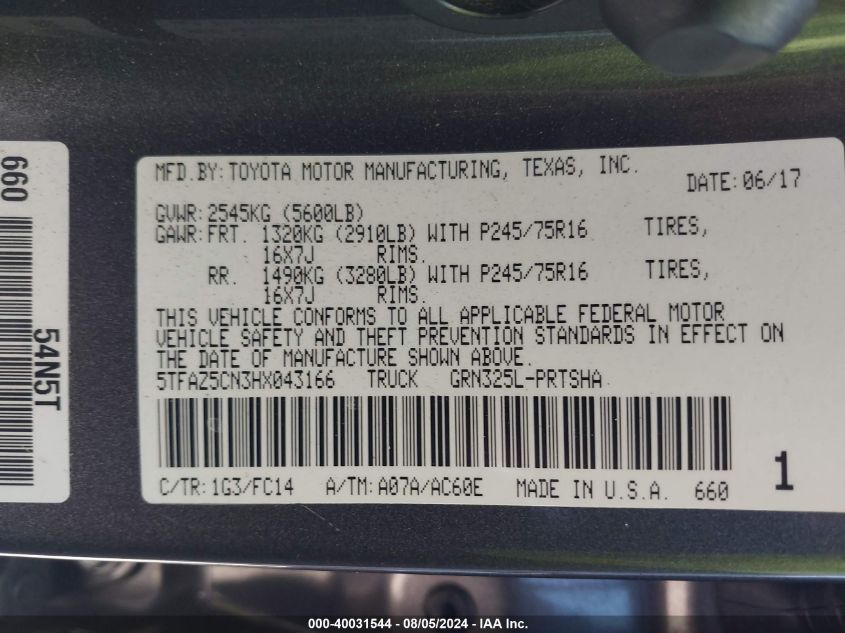 MFD.BY:TOYOTA MOTOR MANUFACTURING, TEXAS, INC.
DATE:06/17
GVWR:2545KG (5600LB)
GAWR:FRT. 1320KG (2910LB) WITH P245/75R16 TIRES,
16X7J RIMS.
RR. 1490KG (3280LB) WITH P245/75R16 TIRES,
16X7J RIMS.
THIS VEHICLE CONFORMS TO ALL APPLICABLE FEDERAL MOTOR
VEHICLE SAFETY AND THEFT PREVENTION STANDARDS IN EFFECT ON
THE DATE OF MANUFACTURE SHOWN ABOVE.
5TFAZ5CN3HX043166 TRUCK GRN325L-PRTSHA
C/TR:1G3/FC14 A/TM:A07A/AC60E MADE IN U.S.A. 660
1
660
54N5T
000-40031544 - 08/05/2024 - IAA Inc.